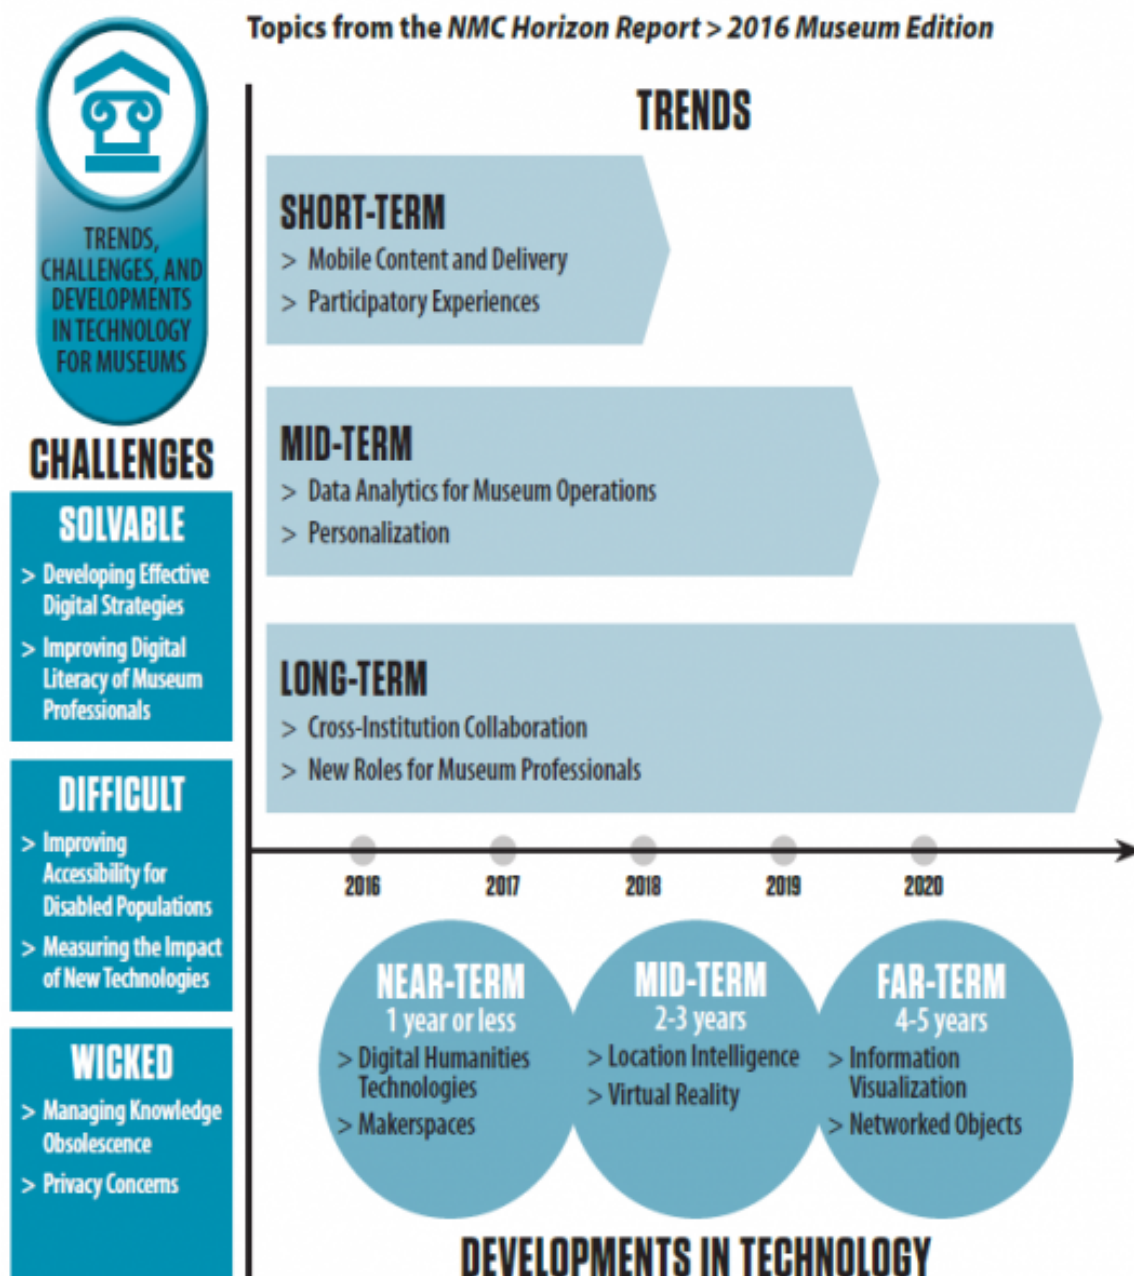 Topics from the NMC Horizon Report > 2016 Museum Edition
TRENDS,
CHALLENGES, AND
DEVELOPMENTS
IN TECHNOLOGY
FOR MUSEUMS
CHALLENGES
SOLVABLE
> Developing Effective
Digital Strategies
> Improving Digital
Literacy of Museum
Professionals
DIFFICULT
> Improving
Accessibility for
Disabled Populations
> Measuring the Impact
of New Technologies
WICKED
> Managing Knowledge
Obsolescence
> Privacy Concerns
TRENDS
SHORT-TERM
> Mobile Content and Delivery
> Participatory Experiences
MID-TERM
> Data Analytics for Museum Operations
> Personalization
LONG-TERM
> Cross-Institution Collaboration
> New Roles for Museum Professionals
2016 2017 2018 2019 2020
NEAR-TERM
1 year or less
> Digital Humanities
Technologies
> Makerspaces
MID-TERM
2-3 years
> Location Intelligence
> Virtual Reality
FAR-TERM
4-5 years
> Information
Visualization
> Networked Objects
DEVELOPMENTS IN TECHNOLOGY